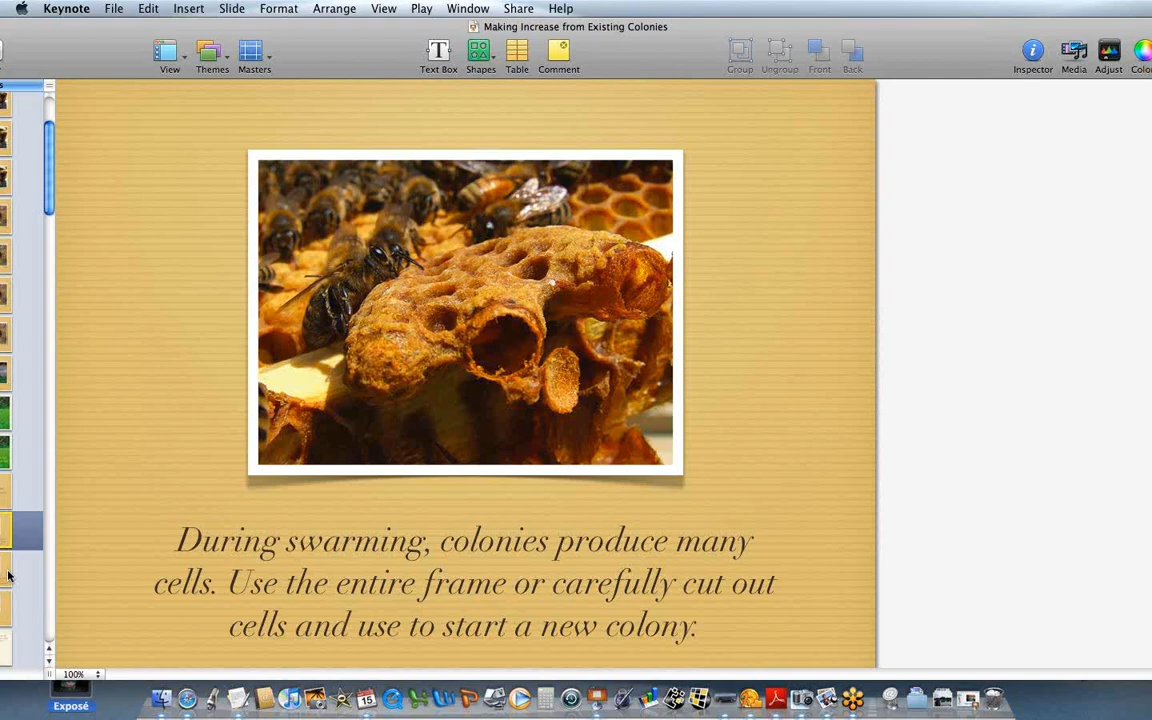 Keynote File Edit Insert Slide Format Arrange View Play Window Share Help
Making Increase from Existing Colonies
View Themes Masters Text Box Shapes Table Comment Group Ungroup Front Back Inspector Media Adjust Colo
During swarming, colonies produce many
cells. Use the entire frame or carefully cut out
cells and use to start a new colony.
100%
15
Exposé